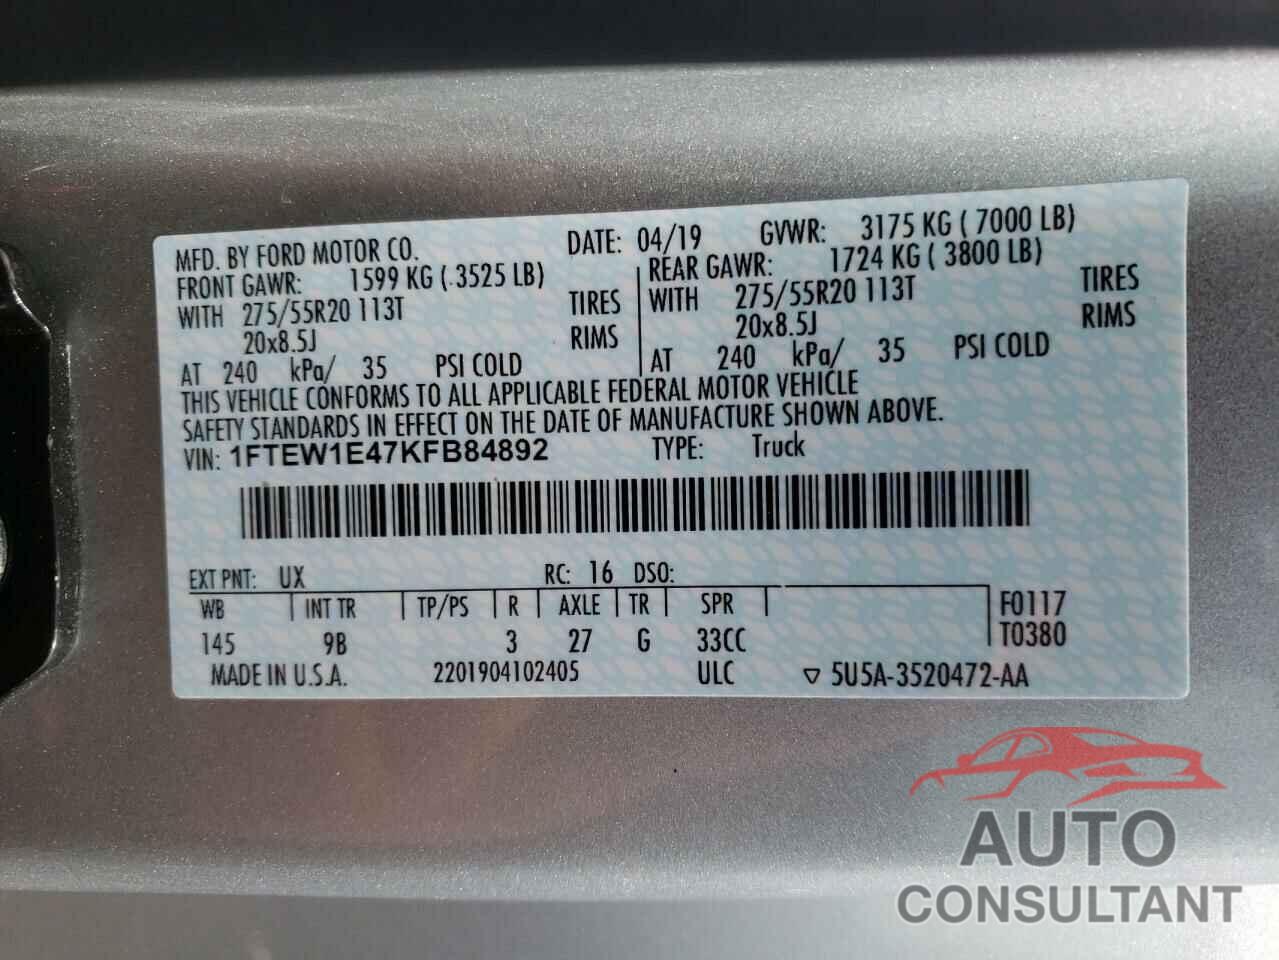 MFD. BY FORD MOTOR CO. DATE: 04/19 GVWR: 3175 KG ( 7000 LB)
FRONT GAWR: 1599 KG ( 3525 LB) REAR GAWR: 1724 KG ( 3800 LB)
WITH 275/55R20 113T TIRES WITH 275/55R20 113T TIRES
20x8.5J RIMS 20x8.5J RIMS
AT 240 kPa/ 35 PSI COLD AT 240 kPa/ 35 PSI COLD
THIS VEHICLE CONFORMS TO ALL APPLICABLE FEDERAL MOTOR VEHICLE
SAFETY STANDARDS IN EFFECT ON THE DATE OF MANUFACTURE SHOWN ABOVE.
VIN: 1FTEW1E47KFB84892 TYPE: Truck
EXT PNT: UX RC: 16 DSO:
WB INT TR TP/PS R AXLE TR SPR F0117
145 9B 3 27 G 33CC T0380
MADE IN U.S.A. 2201904102405 ULC ▽ 5U5A-3520472-AA
AUTO
CONSULTANT